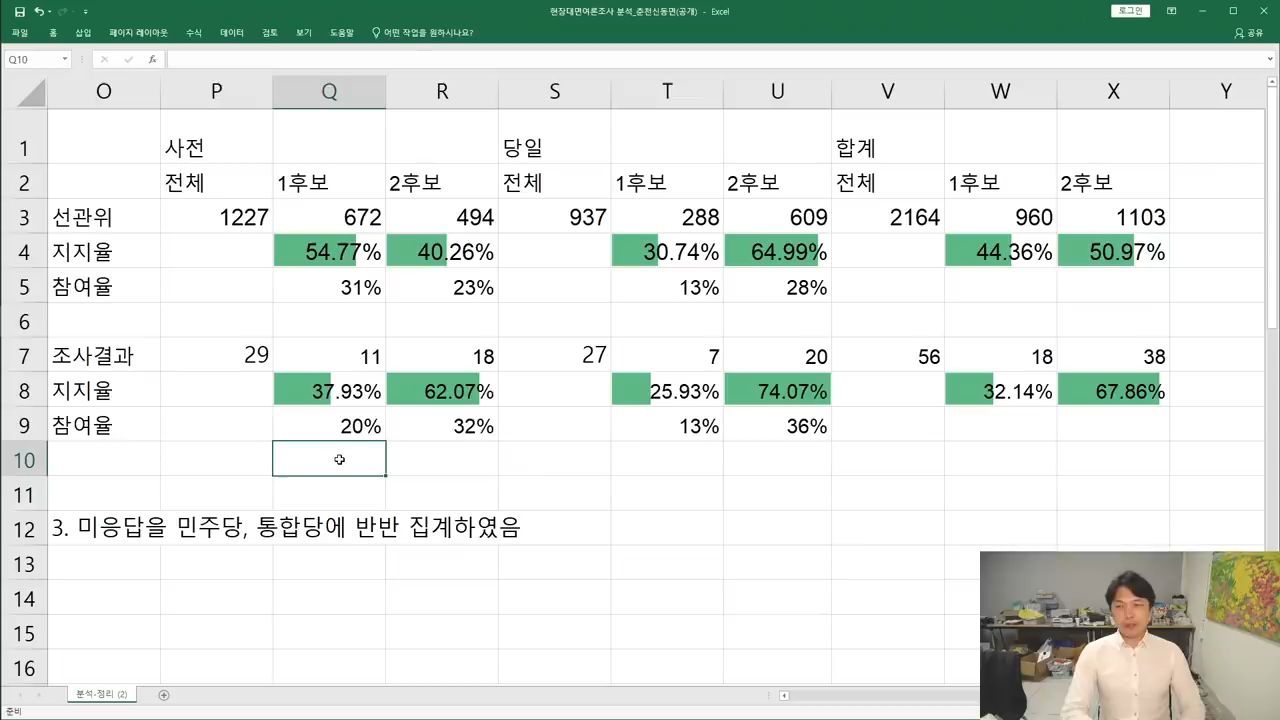 현장대면여론조사 분석_춘천신동면(공개) - Excel
로그인
파일 홈 삽입 페이지 레이아웃 수식 데이터 검토 보기 도움말 어떤 작업을 원하시나요? 공유
Q10 fx
O P Q R S T U V W X Y
1 사전 당일 합계
2 전체 1후보 2후보 전체 1후보 2후보 전체 1후보 2후보
3 선관위 1227 672 494 937 288 609 2164 960 1103
4 지지율 54.77% 40.26% 30.74% 64.99% 44.36% 50.97%
5 참여율 31% 23% 13% 28%
6
7 조사결과 29 11 18 27 7 20 56 18 38
8 지지율 37.93% 62.07% 25.93% 74.07% 32.14% 67.86%
9 참여율 20% 32% 13% 36%
10
11
12 3. 미응답을 민주당, 통합당에 반반 집계하였음
13
14
15
16
분석-정리 (2)
준비